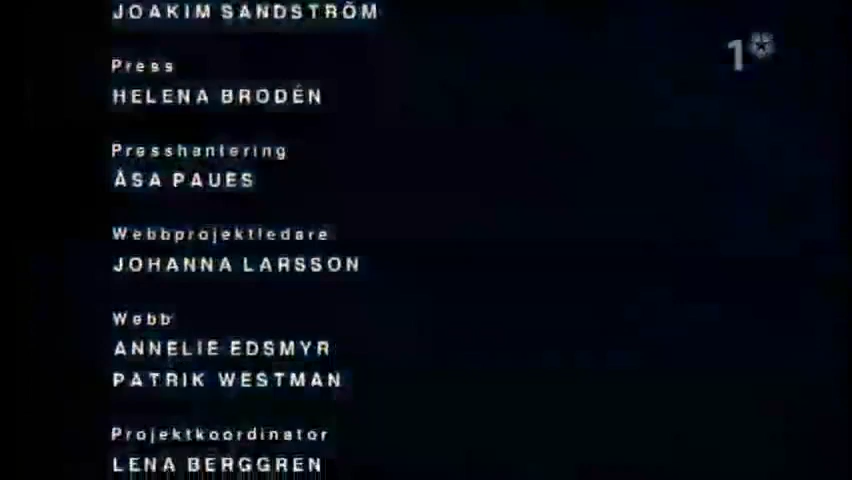 JOAKIM SANDSTRÖM
1
Press
HELENA BRODÉN
Presshantering
ÅSA PAUES
Webbprojektledare
JOHANNA LARSSON
Webb
ANNELIE EDSMYR
PATRIK WESTMAN
Projektkoordinator
LENA BERGGREN